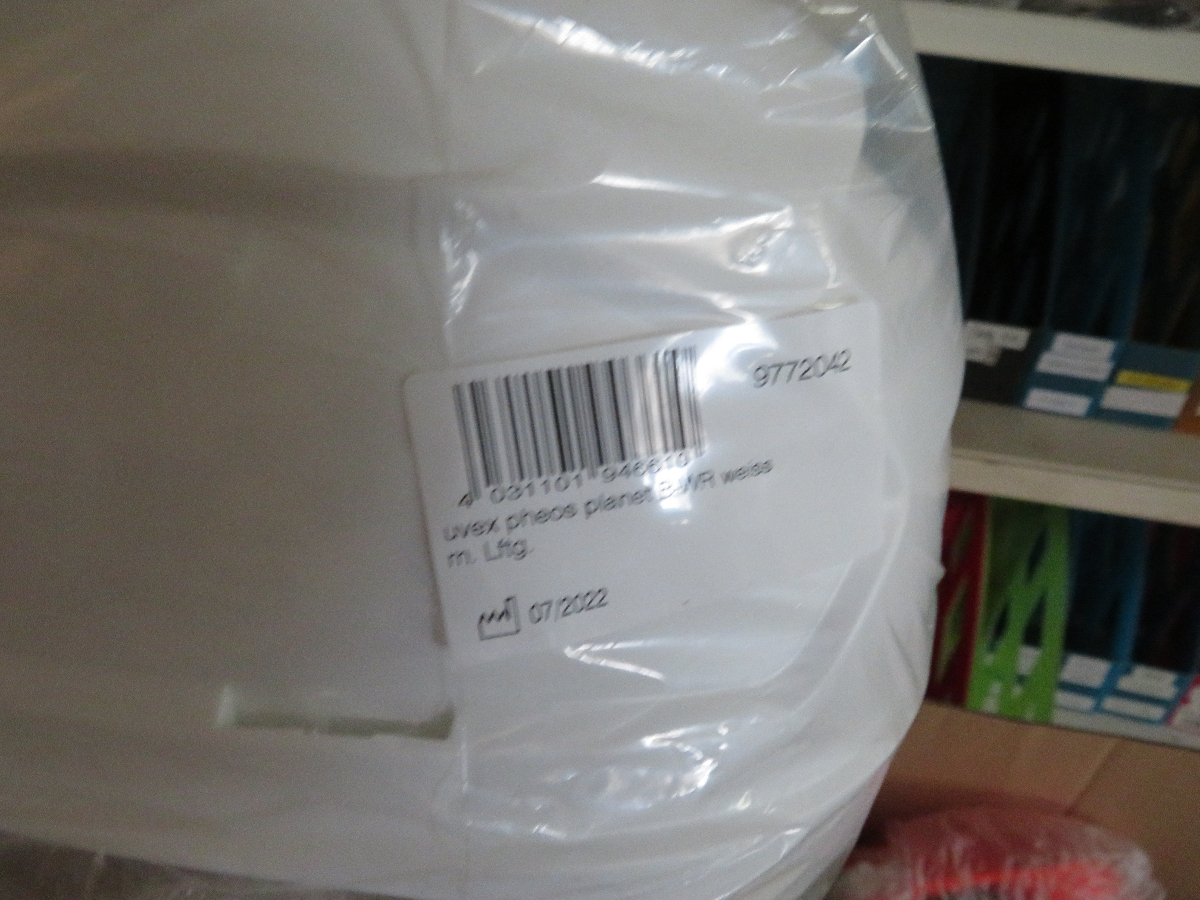 9772042
4 031101 946610
uvex pheos planet B-WR weiss
m. Lftg.
07/2022